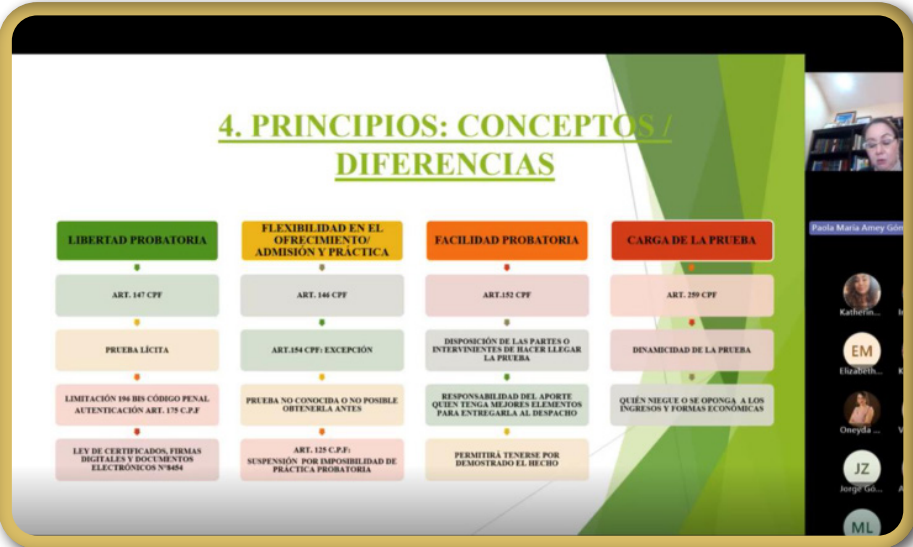 4. PRINCIPIOS: CONCEPTOS /
DIFERENCIAS
LIBERTAD PROBATORIA
ART. 147 CPF
PRUEBA LÍCITA
LIMITACIÓN 196 BIS CÓDIGO PENAL
AUTENTICACIÓN ART. 175 C.P.F
LEY DE CERTIFICADOS, FIRMAS
DIGITALES Y DOCUMENTOS
ELECTRÓNICOS N°8454
FLEXIBILIDAD EN EL
OFRECIMIENTO/
ADMISIÓN Y PRÁCTICA
ART. 146 CPF
ART.154 CPF: EXCEPCIÓN
PRUEBA NO CONOCIDA O NO POSIBLE
OBTENERLA ANTES
ART. 125 C.P.F:
SUSPENSIÓN POR IMPOSIBILIDAD DE
PRÁCTICA PROBATORIA
FACILIDAD PROBATORIA
ART.152 CPF
DISPOSICIÓN DE LAS PARTES O
INTERVINIENTES DE HACER LLEGAR
LA PRUEBA
RESPONSABILIDAD DEL APORTE
QUIEN TENGA MEJORES ELEMENTOS
PARA ENTREGARLA AL DESPACHO
PERMITIRÁ TENERSE POR
DEMOSTRADO EL HECHO
CARGA DE LA PRUEBA
ART. 259 CPF
DINAMICIDAD DE LA PRUEBA
QUIÉN NIEGUE O SE OPONGA A LOS
INGRESOS Y FORMAS ECONÓMICAS
Paola María Amey Góm
Katherin...
EM
Elizabeth...
Oneyda ...
JZ
Jorge Gó...
ML